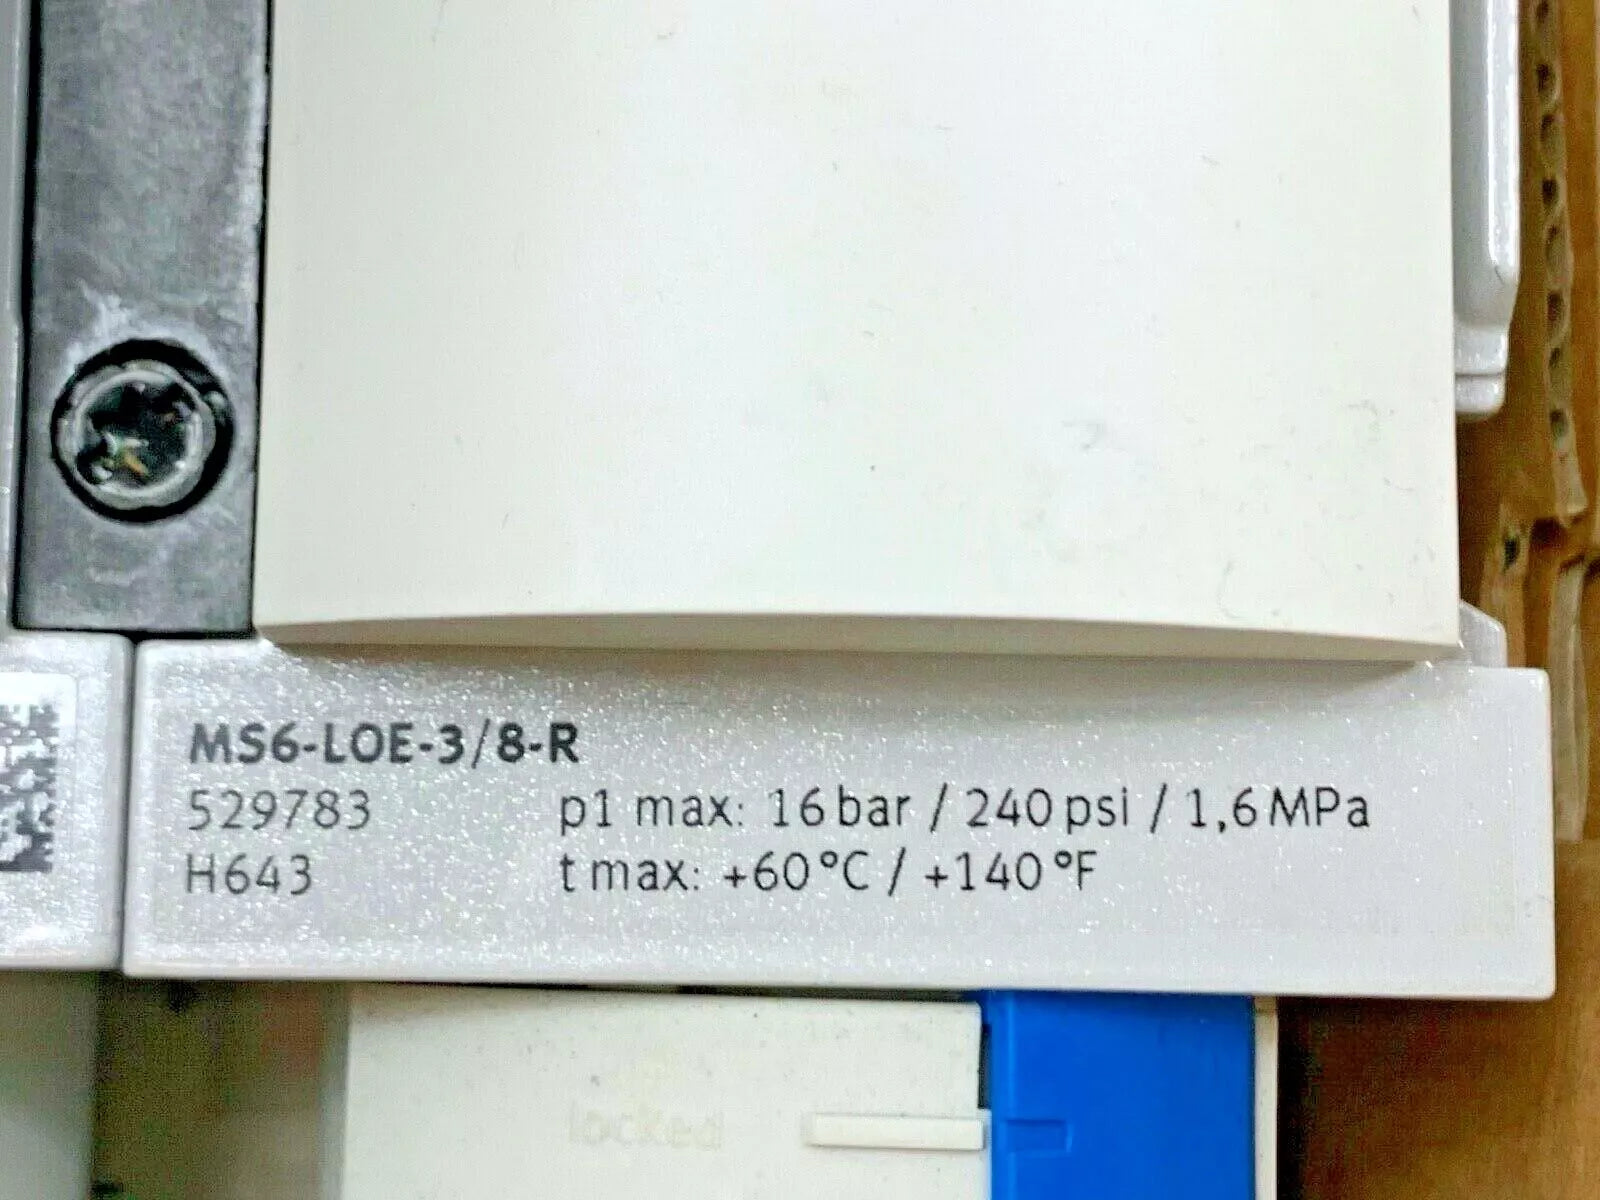 MS6-LOE-3/8-R
529783 p1 max: 16 bar / 240 psi / 1,6 MPa
H643 t max: +60°C / +140°F
locked